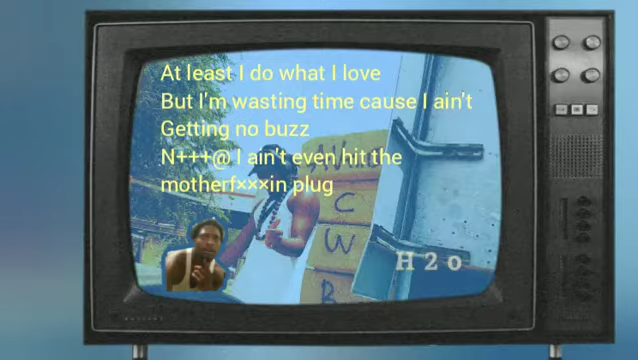 At least I do what I love
But I'm wasting time cause I ain't
Getting no buzz
N+++@ I ain't even hit the
motherf×××in plug
C
W
B
H 2 o